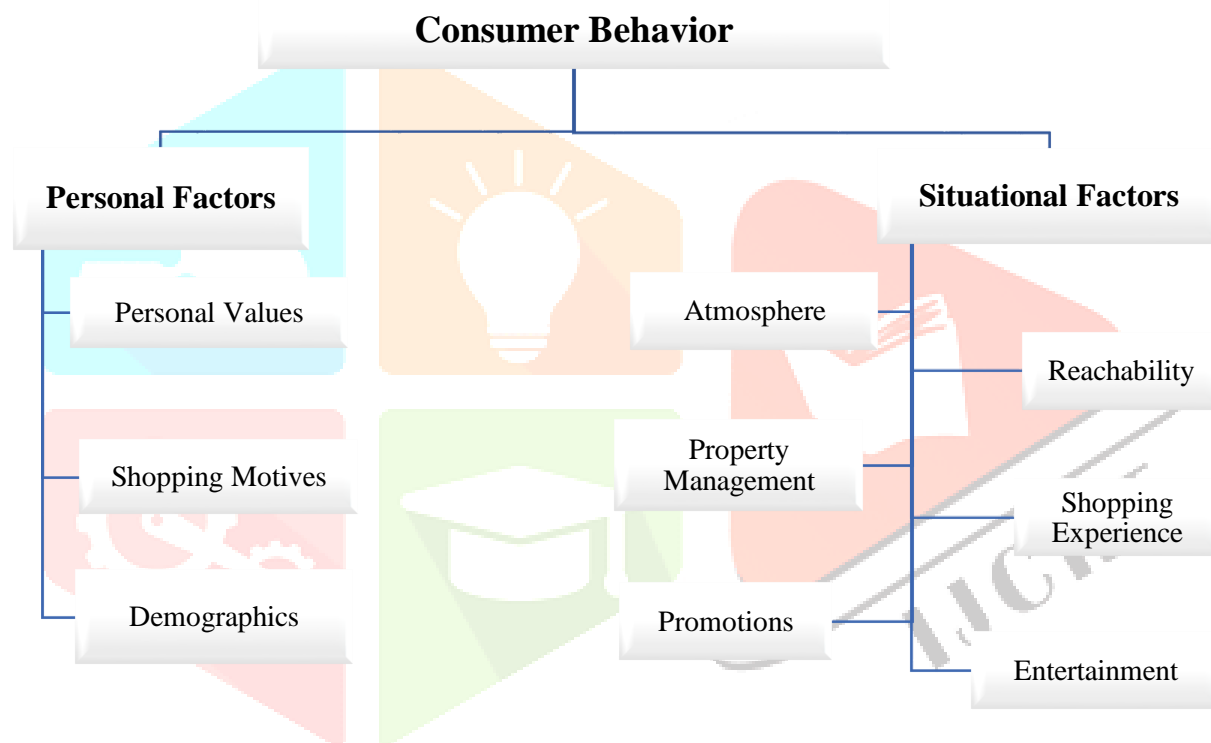 Consumer Behavior
Personal Factors
Situational Factors
Personal Values
Atmosphere
Reachability
Shopping Motives
Property
Management
Shopping
Experience
Demographics
Promotions
Entertainment